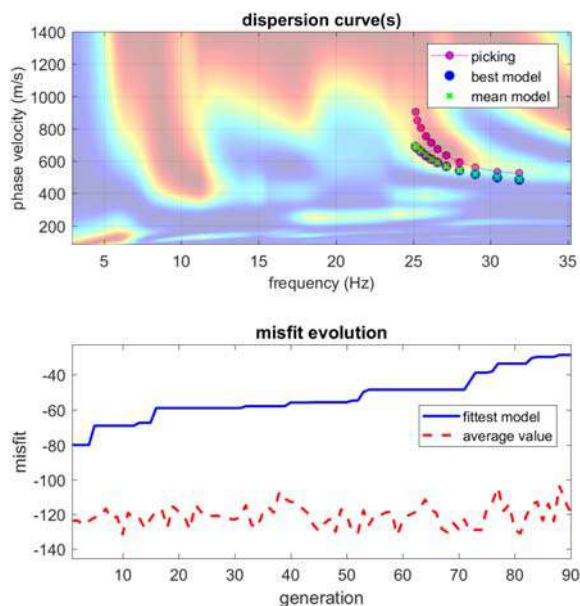 dispersion curve(s)
1400
1200
1000
800
600
400
200
phase velocity (m/s)
picking
best model
mean model
5 10 15 20 25 30 35
frequency (Hz)
misfit evolution
-40
-60
-80
-100
-120
-140
misfit
fittest model
average value
10 20 30 40 50 60 70 80 90
generation